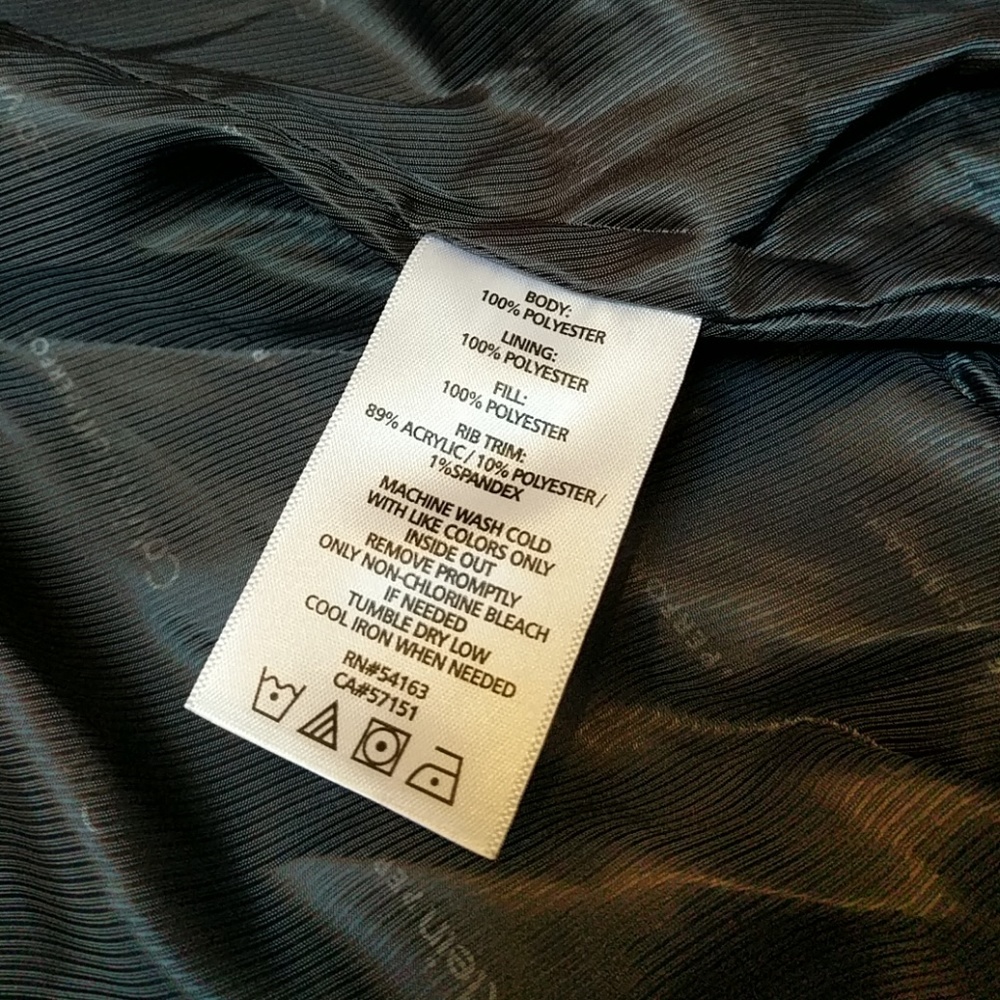 BODY:
100% POLYESTER
LINING:
100% POLYESTER
FILL:
100% POLYESTER
RIB TRIM:
89% ACRYLIC / 10% POLYESTER /
1%SPANDEX
MACHINE WASH COLD
WITH LIKE COLORS ONLY
INSIDE OUT
REMOVE PROMPTLY
ONLY NON-CHLORINE BLEACH
IF NEEDED
TUMBLE DRY LOW
COOL IRON WHEN NEEDED
RN#54163
CA#57151